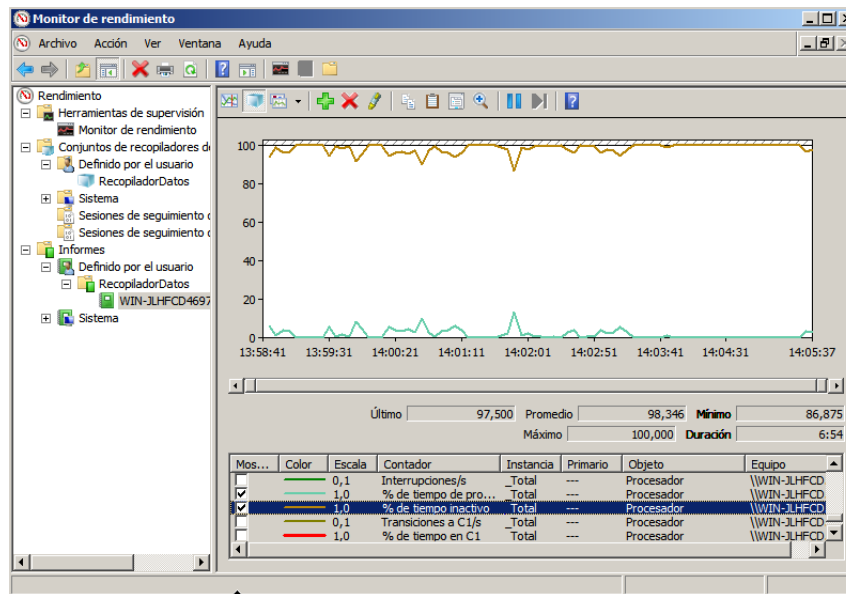 Monitor de rendimiento
Archivo Acción Ver Ventana Ayuda
Rendimiento
Herramientas de supervisión
Monitor de rendimiento
Conjuntos de recopiladores d
Definido por el usuario
RecopiladorDatos
Sistema
Sesiones de seguimiento
Sesiones de seguimiento
Informes
Definido por el usuario
RecopiladorDatos
WIN-JLHFCD4697
Sistema
100
80
60
40
20
0
13:58:41 13:59:31 14:00:21 14:01:11 14:02:01 14:02:51 14:03:41 14:04:31 14:05:37
Último 97,500 Promedio 98,346 Mínimo 86,875
Máximo 100,000 Duración 6:54
Mos... Color Escala Contador Instancia Primario Objeto Equipo
0,1 Interrupciones/s _Total --- Procesador \\WIN-JLHFCD
1,0 % de tiempo de pro... _Total --- Procesador \\WIN-JLHFCD
1,0 % de tiempo inactivo _Total --- Procesador \\WIN-JLHFCD
0,1 Transiciones a C1/s _Total --- Procesador \\WIN-JLHFCD
1,0 % de tiempo en C1 _Total --- Procesador \\WIN-JLHFCD